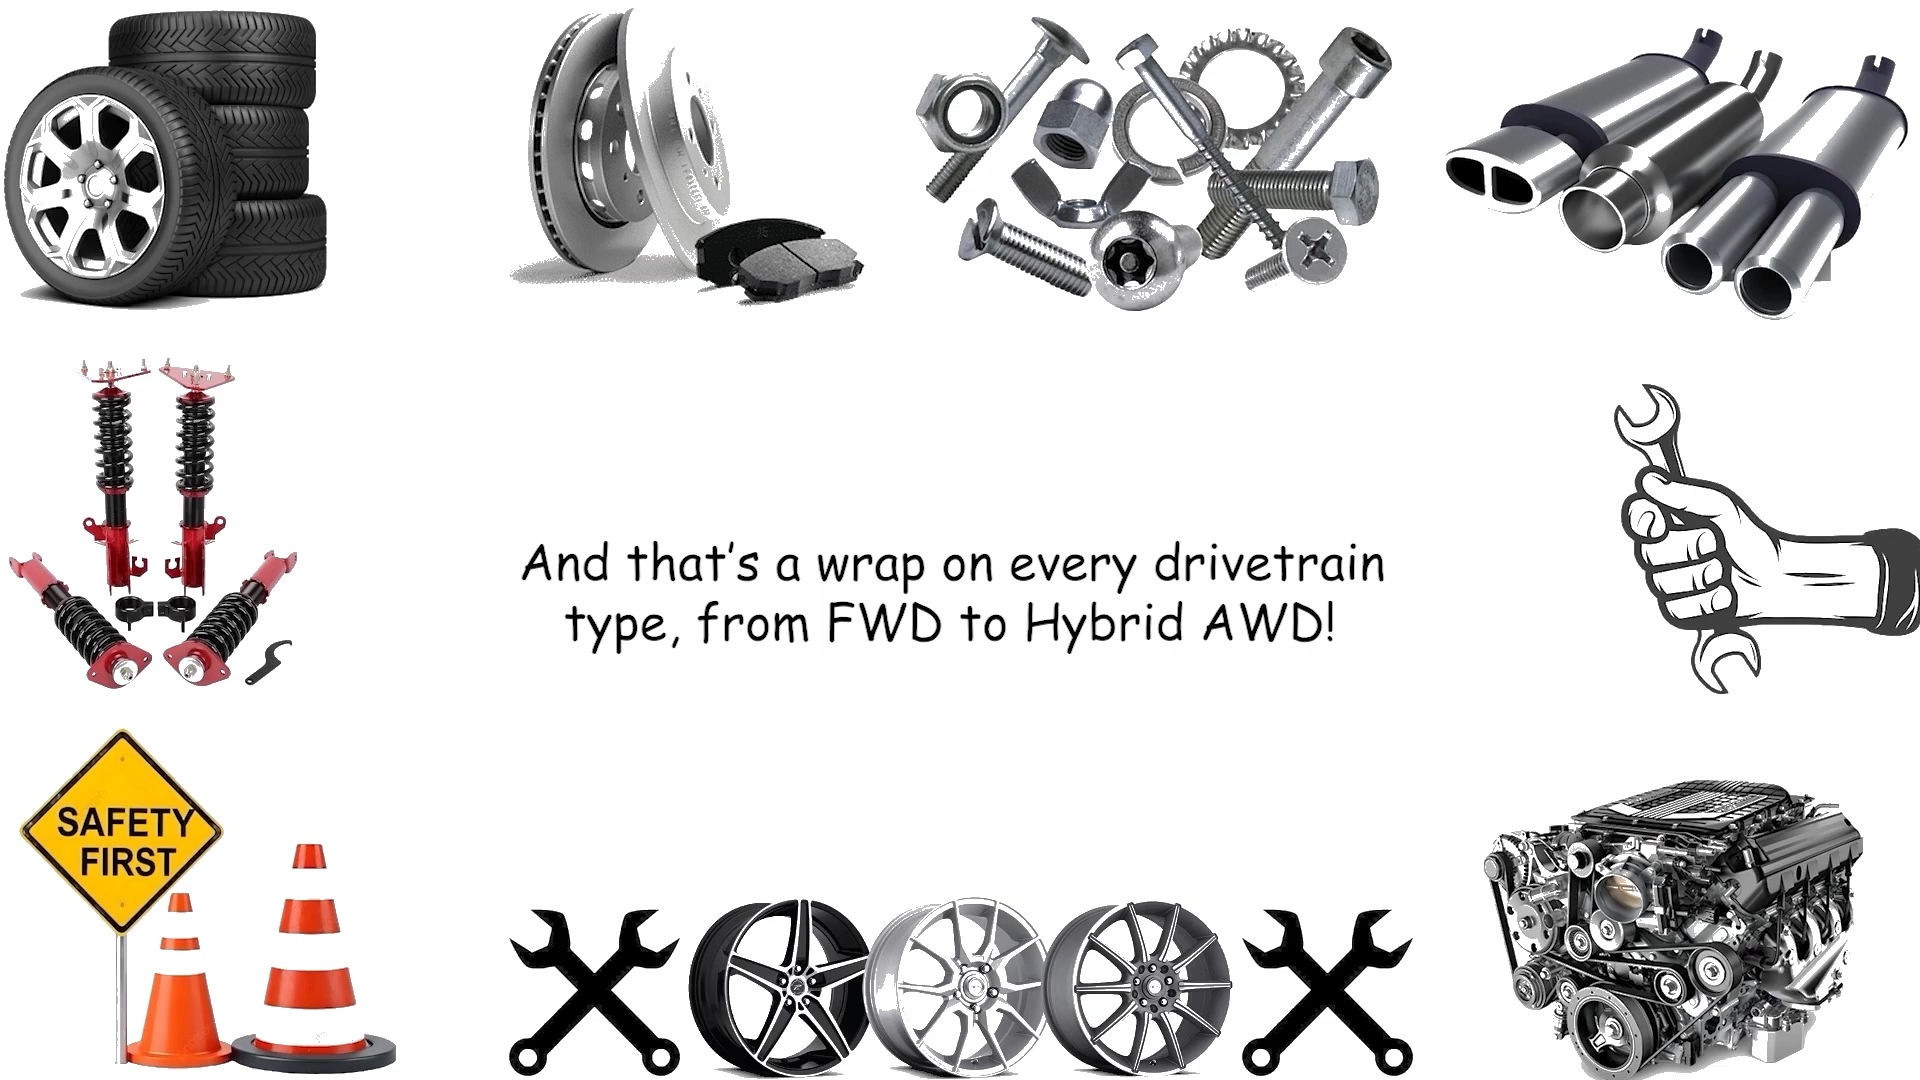 And that's a wrap on every drivetrain
type, from FWD to Hybrid AWD!
SAFETY
FIRST